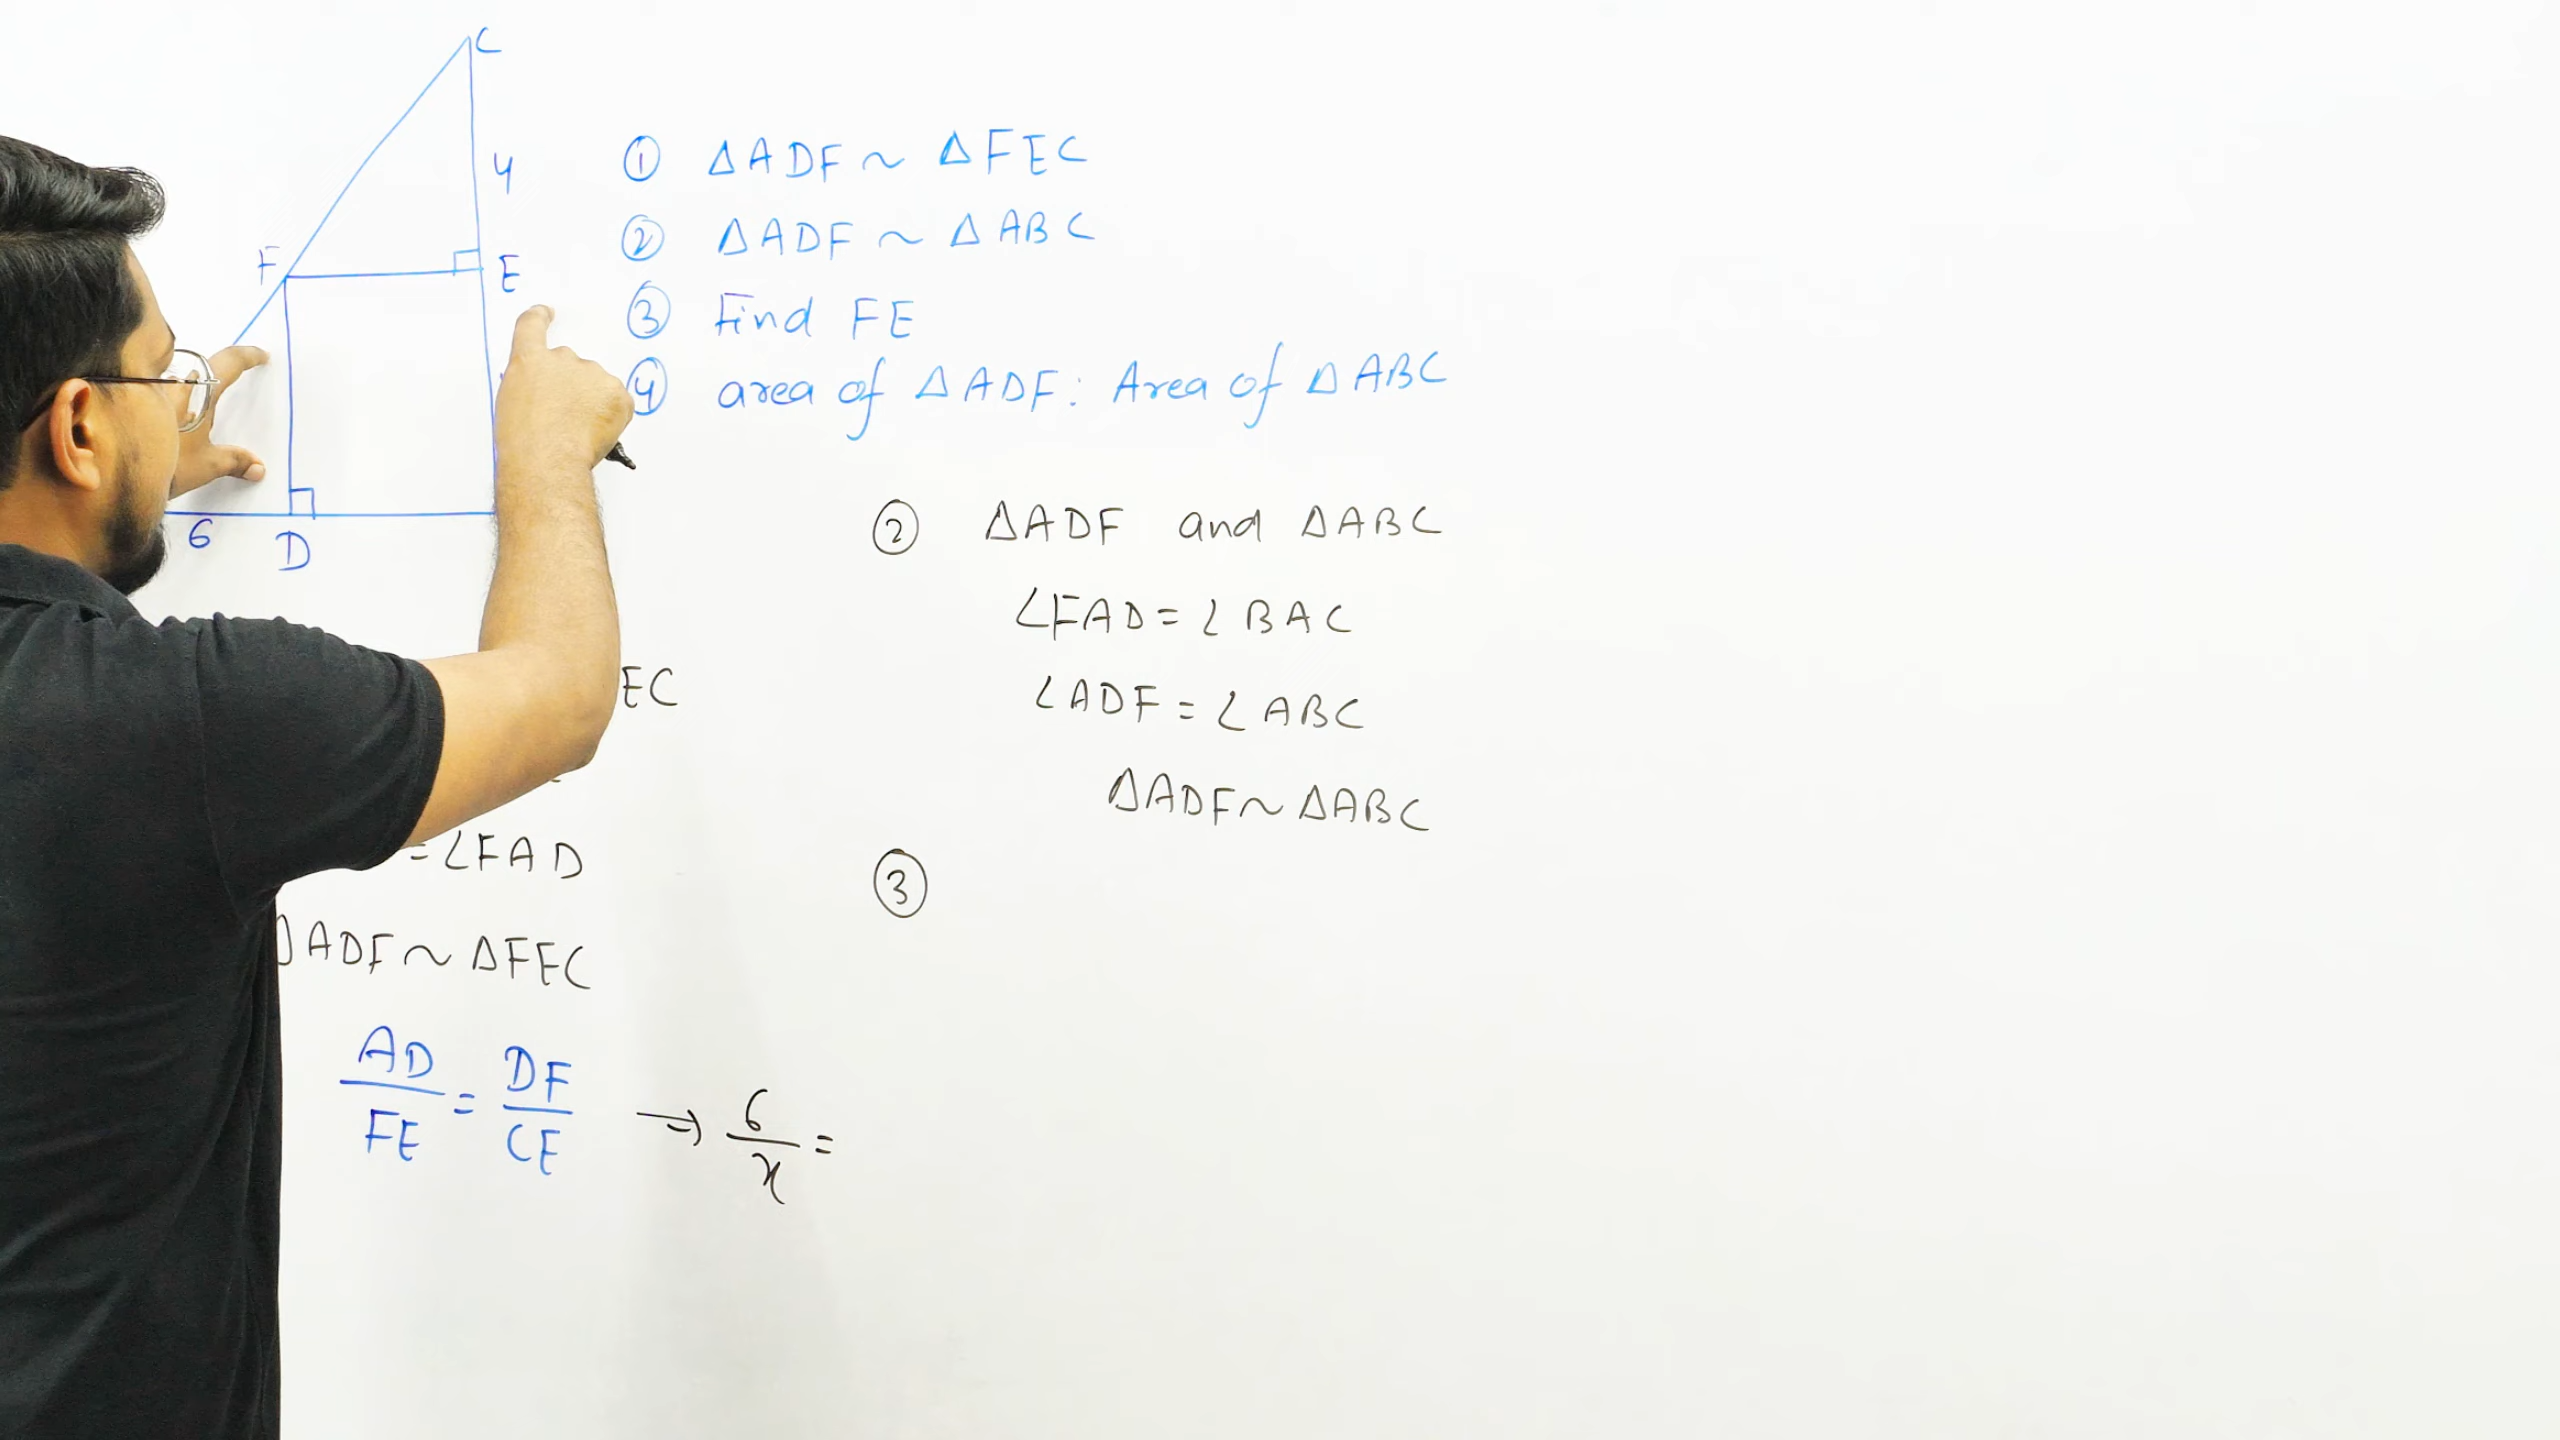 C
4
F
E
6
D
① ΔADF ~ ΔFEC
② ΔADF ~ ΔABC
③ Find FE
④ area of ΔADF : Area of ΔABC
EC
= ∠FAD
ADF ~ ΔFEC
AD/FE = DF/CE ⇒ 6/x =
② ΔADF and ΔABC
∠FAD = ∠BAC
∠ADF = ∠ABC
ΔADF ~ ΔABC
③